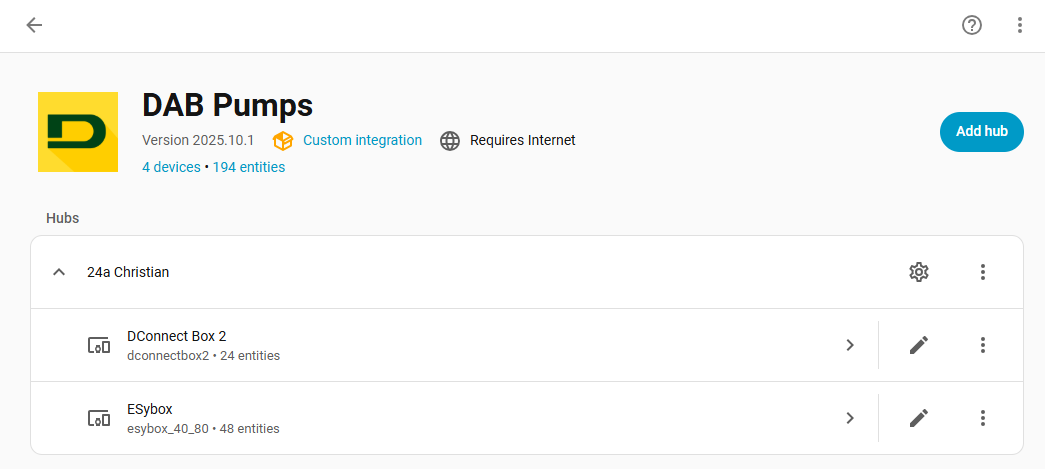 DAB Pumps
Version 2025.10.1 Custom integration Requires Internet
4 devices • 194 entities
Add hub
Hubs
24a Christian
DConnect Box 2
dconnectbox2 • 24 entities
ESybox
esybox_40_80 • 48 entities